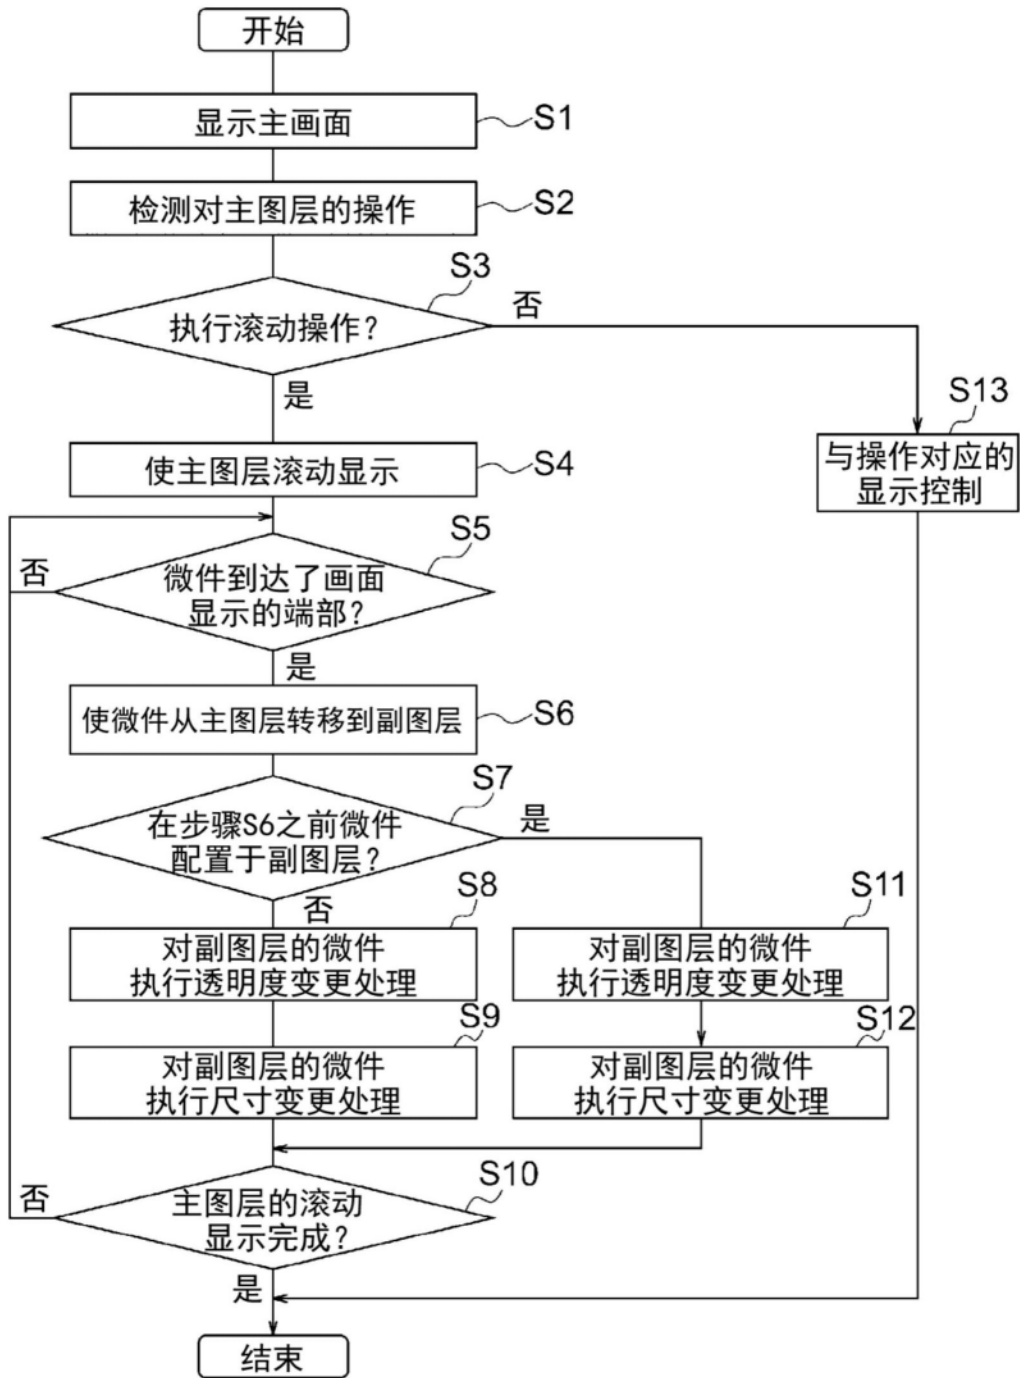 开始
显示主画面
S1
检测对主图层的操作
S2
S3
执行滚动操作？
否
是
S13
与操作对应的
显示控制
使主图层滚动显示
S4
S5
否
微件到达了画面
显示的端部？
是
使微件从主图层转移到副图层
S6
S7
在步骤S6之前微件
配置于副图层？
是
否
S8
对副图层的微件
执行透明度变更处理
S11
对副图层的微件
执行透明度变更处理
S9
对副图层的微件
执行尺寸变更处理
S12
对副图层的微件
执行尺寸变更处理
S10
否
主图层的滚动
显示完成？
是
结束